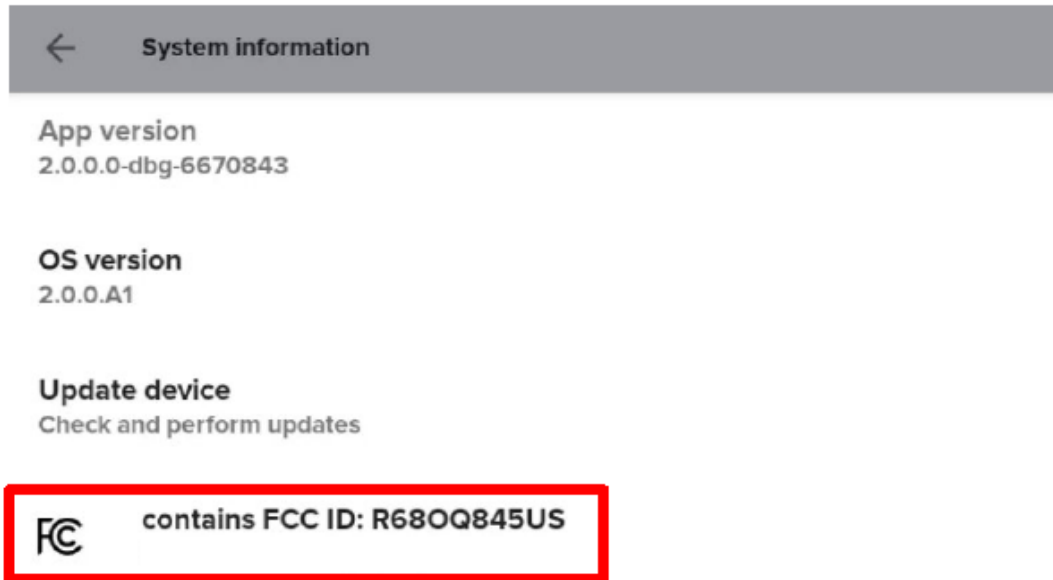 System information
App version
2.0.0.0-dbg-6670843
OS version
2.0.0.A1
Update device
Check and perform updates
FC contains FCC ID: R68OQ845US